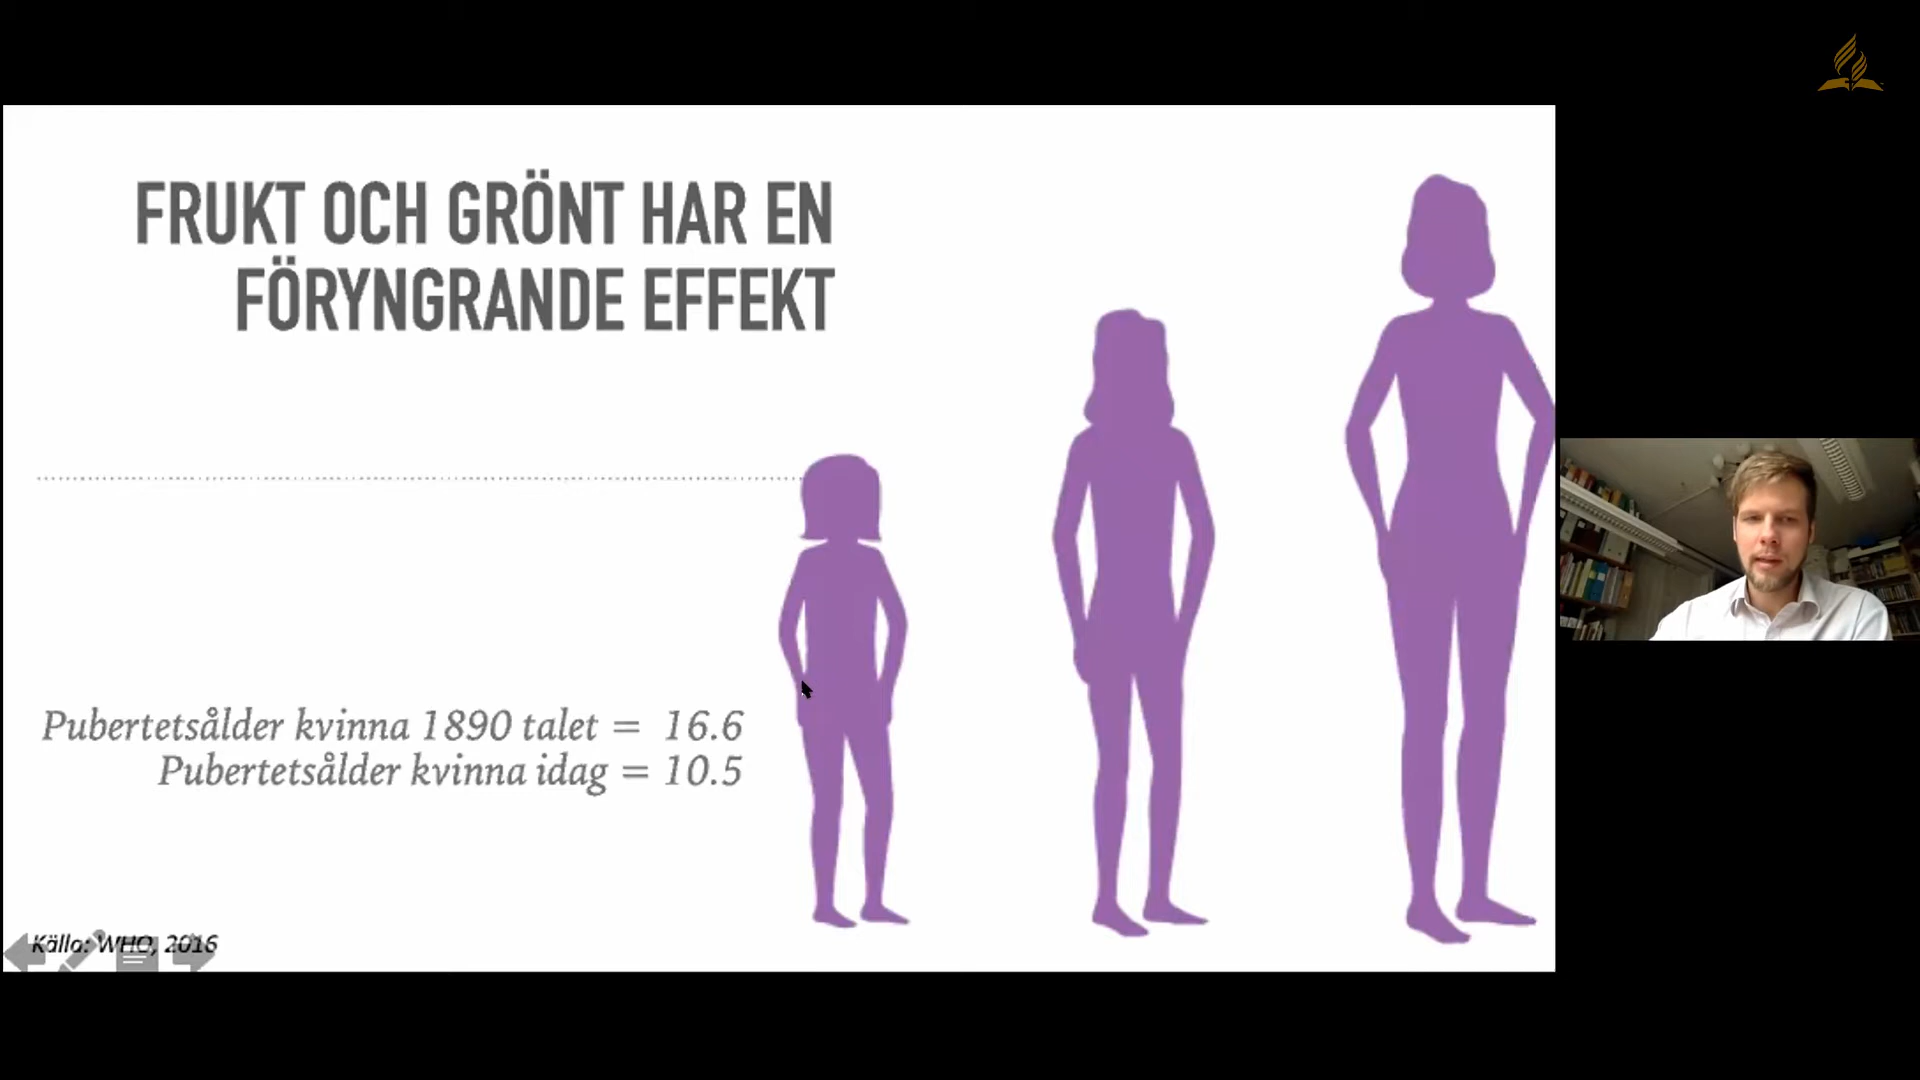 FRUKT OCH GRÖNT HAR EN
FÖRYNGRANDE EFFEKT
Pubertetsålder kvinna 1890 talet = 16.6
Pubertetsålder kvinna idag = 10.5
Källa: WHO, 2016